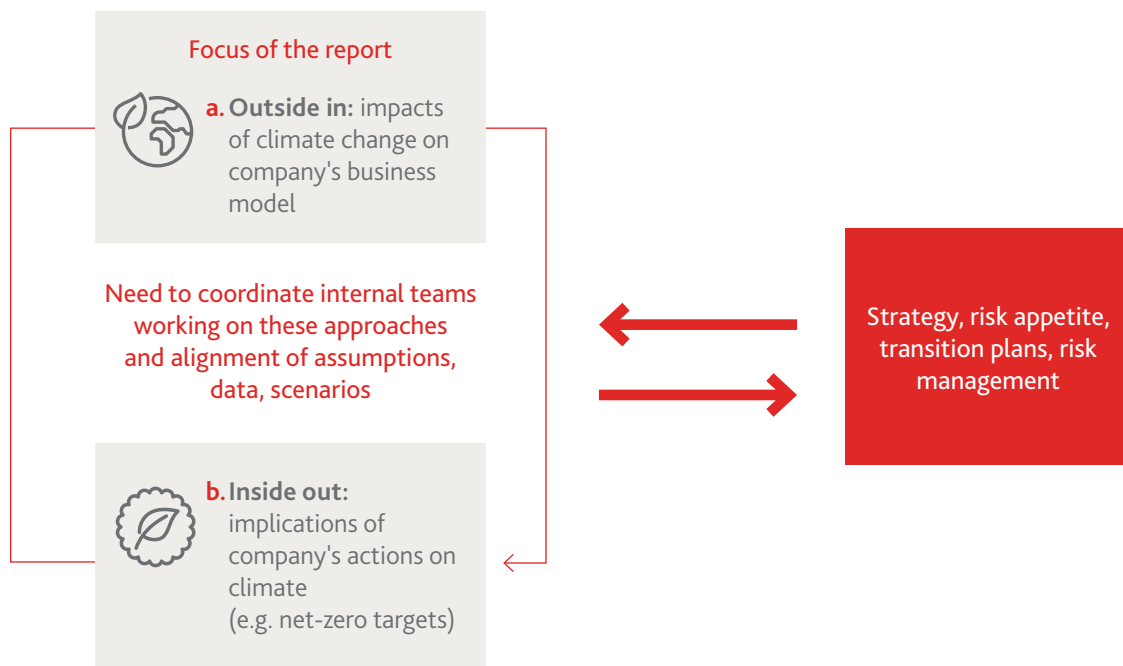 Focus of the report
a. Outside in: impacts
of climate change on
company's business
model
Need to coordinate internal teams
working on these approaches
and alignment of assumptions,
data, scenarios
b. Inside out:
implications of
company's actions on
climate
(e.g. net-zero targets)
Strategy, risk appetite,
transition plans, risk
management